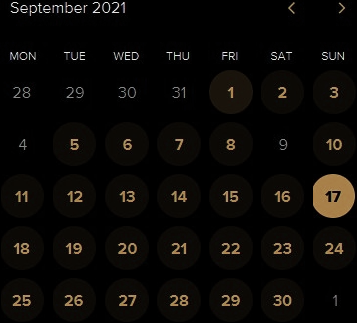 September 2021
MON TUE WED THU FRI SAT SUN
28 29 30 31 1 2 3
4 5 6 7 8 9 10
11 12 13 14 15 16 17
18 19 20 21 22 23 24
25 26 27 28 29 30 1